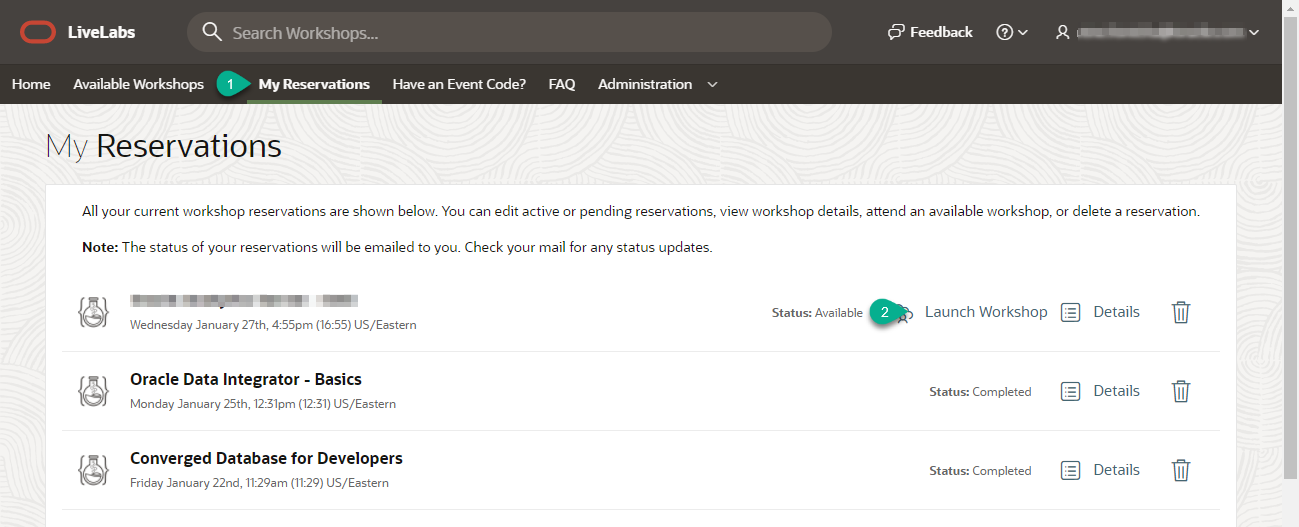 LiveLabs
Search Workshops...
Feedback
Home
Available Workshops
1
My Reservations
Have an Event Code?
FAQ
Administration
My Reservations
All your current workshop reservations are shown below. You can edit active or pending reservations, view workshop details, attend an available workshop, or delete a reservation.
Note: The status of your reservations will be emailed to you. Check your mail for any status updates.
Wednesday January 27th, 4:55pm (16:55) US/Eastern
Status: Available
2
Launch Workshop
Details
Oracle Data Integrator - Basics
Monday January 25th, 12:31pm (12:31) US/Eastern
Status: Completed
Details
Converged Database for Developers
Friday January 22nd, 11:29am (11:29) US/Eastern
Status: Completed
Details